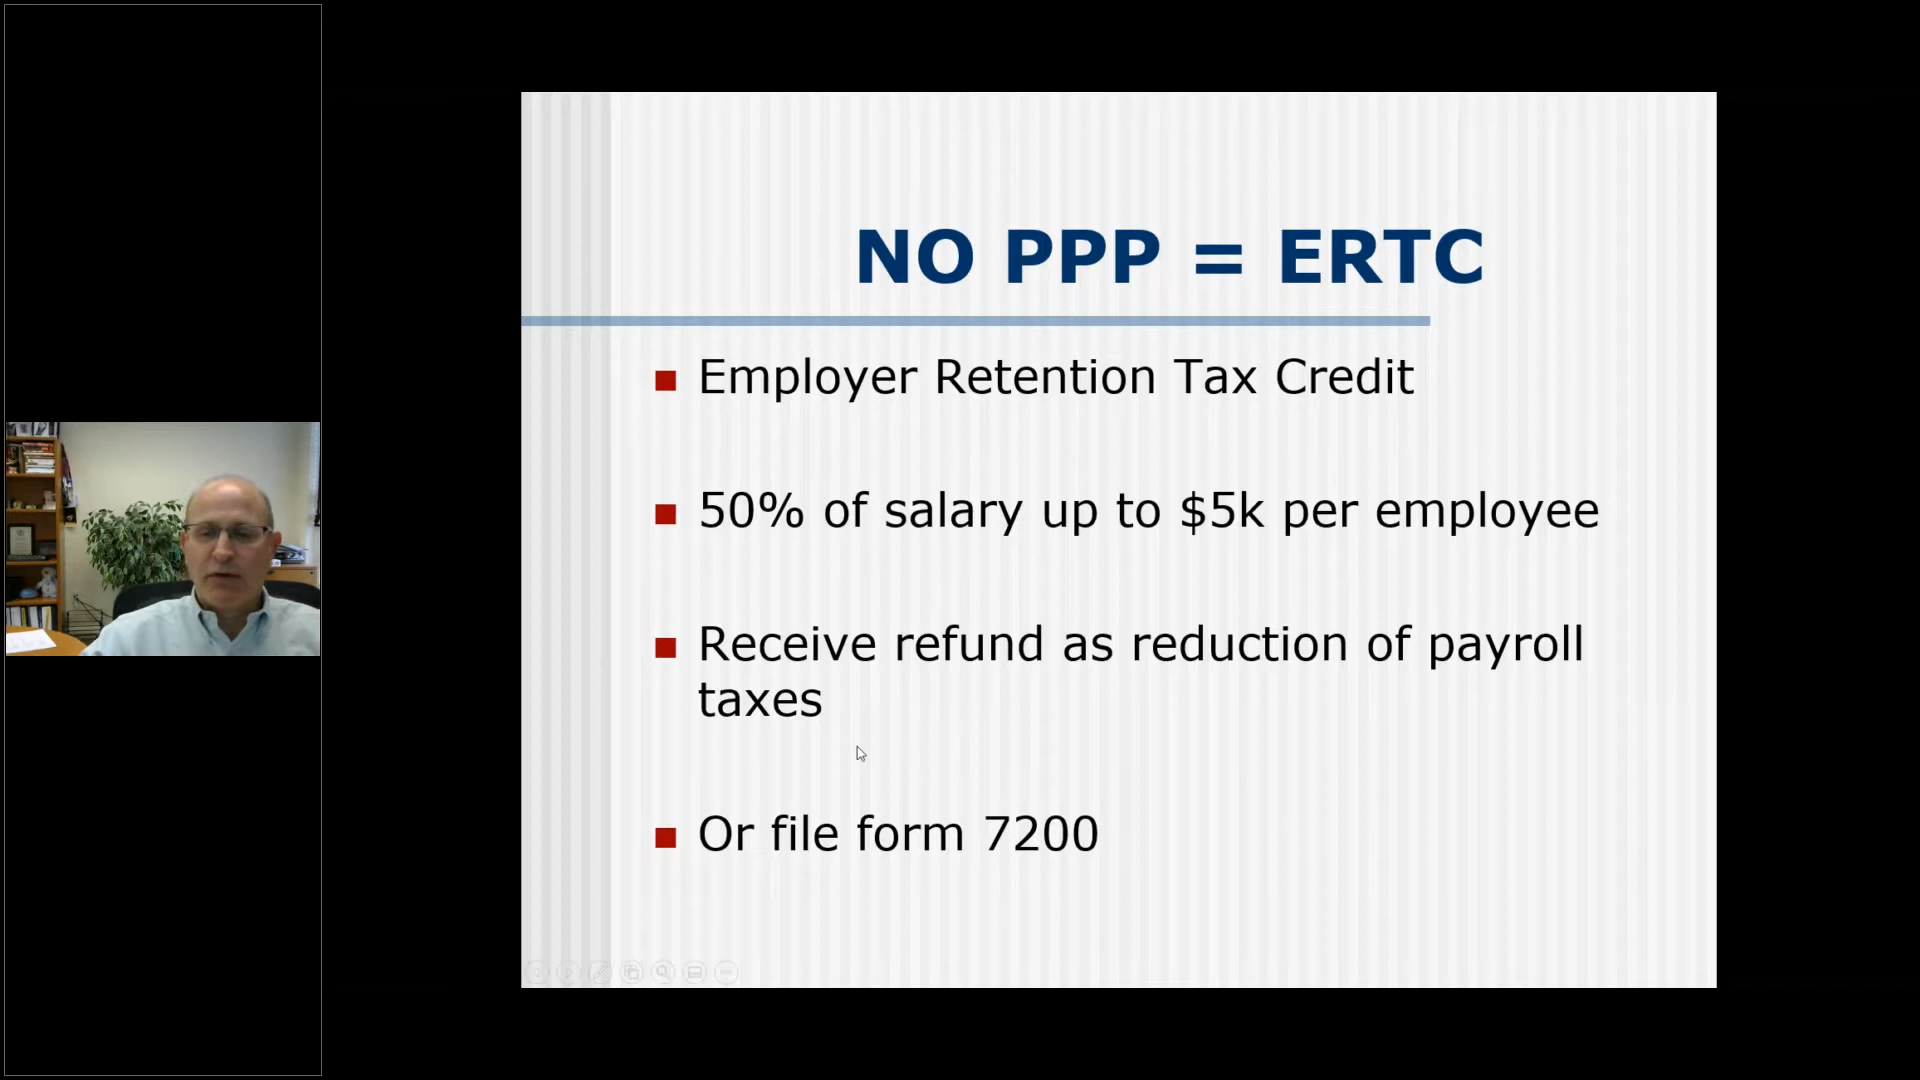 NO PPP = ERTC
Employer Retention Tax Credit
50% of salary up to $5k per employee
Receive refund as reduction of payroll
taxes
Or file form 7200